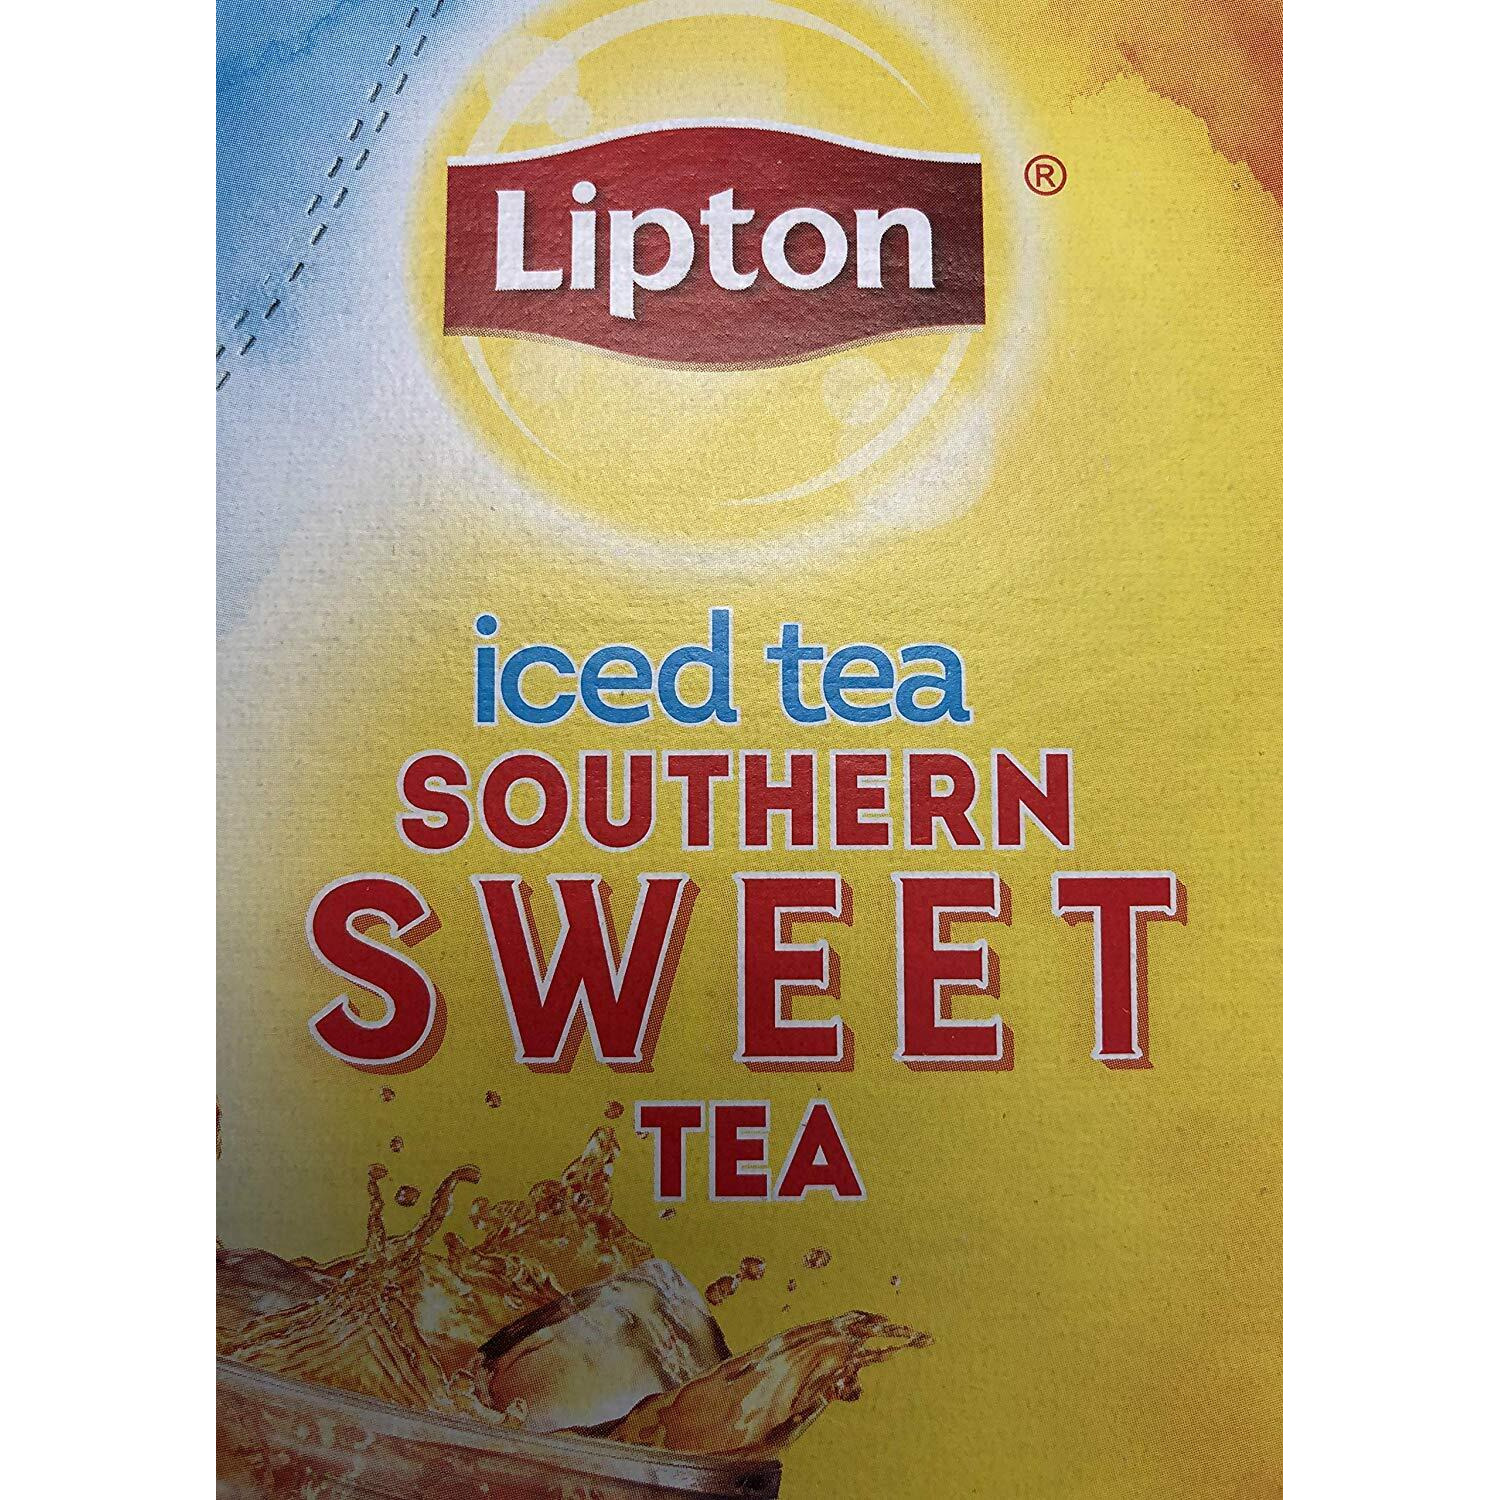 Lipton ®
iced tea
SOUTHERN
SWEET
TEA